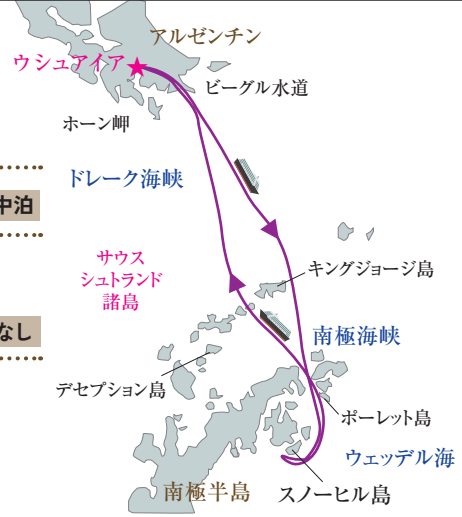 アルゼンチン
ウシュアイア
ビーグル水道
ホーン岬
ドレーク海峡
中泊
サウス
シュトランド
諸島
キングジョージ島
なし
南極海峡
デセプション島
ポーレット島
ウェッデル海
南極半島
スノーヒル島